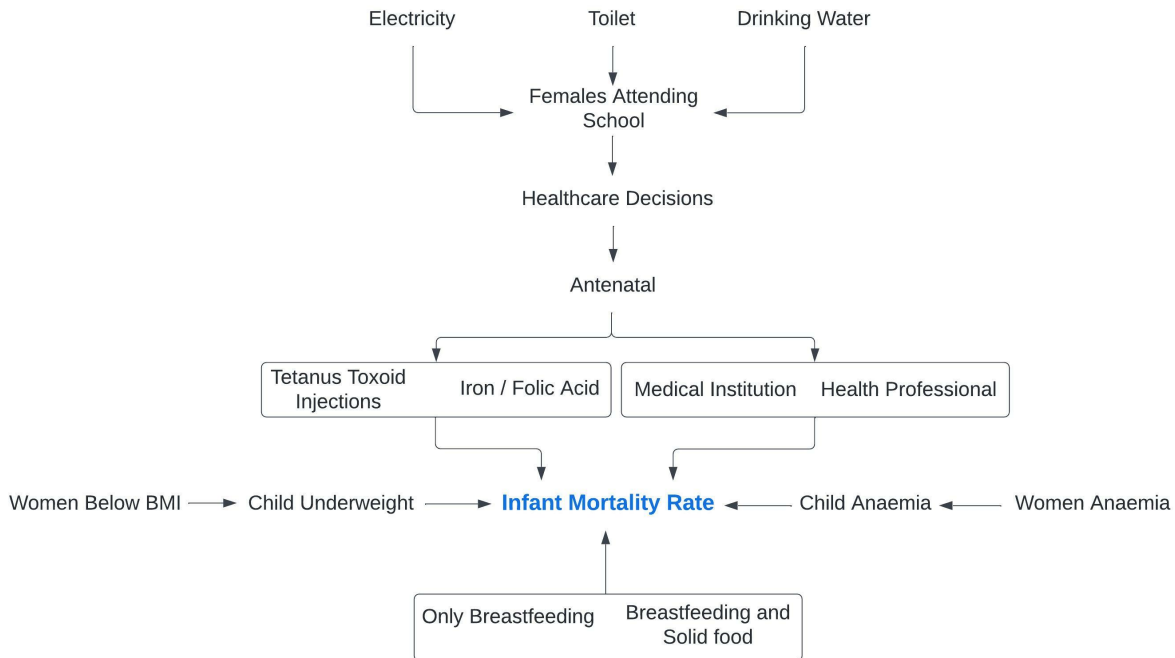 Electricity
Toilet
Drinking Water
Females Attending
School
Healthcare Decisions
Antenatal
Tetanus Toxoid
Injections
Iron / Folic Acid
Medical Institution
Health Professional
Women Below BMI
Child Underweight
Infant Mortality Rate
Child Anaemia
Women Anaemia
Only Breastfeeding
Breastfeeding and
Solid food